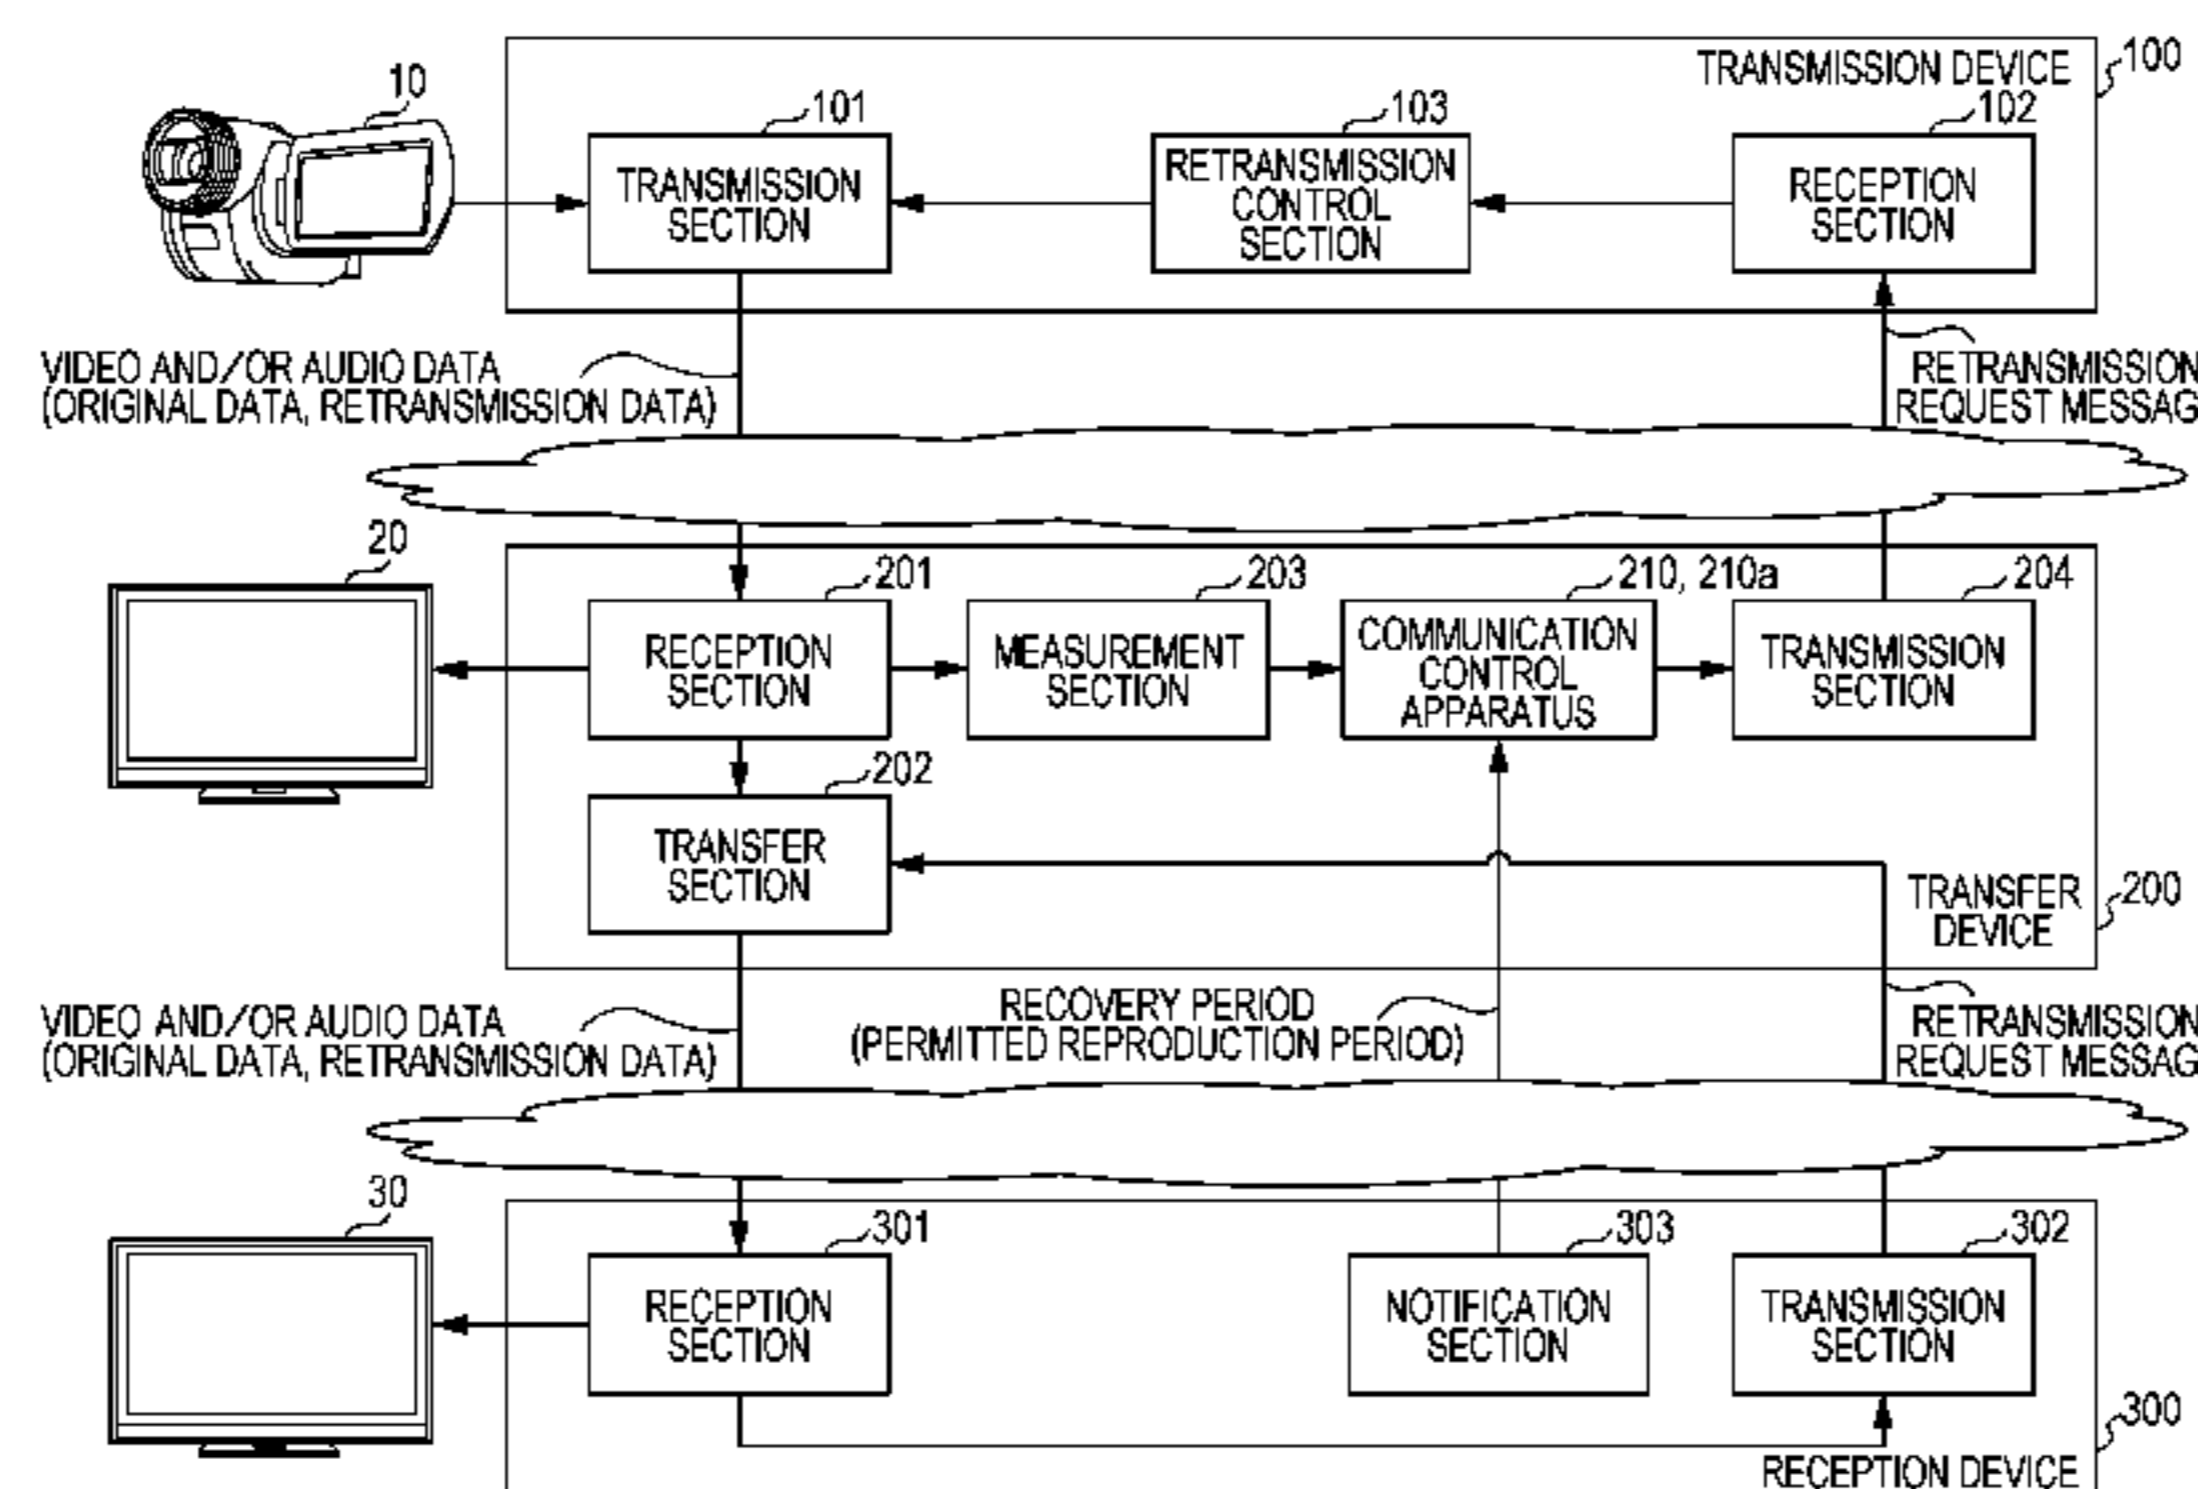 TRANSMISSION DEVICE
100
10
101
103
102
TRANSMISSION
SECTION
RETRANSMISSION
CONTROL
SECTION
RECEPTION
SECTION
VIDEO AND/OR AUDIO DATA
(ORIGINAL DATA, RETRANSMISSION DATA)
RETRANSMISSION
REQUEST MESSAG
20
201
203
210, 210a
204
RECEPTION
SECTION
MEASUREMENT
SECTION
COMMUNICATION
CONTROL
APPARATUS
TRANSMISSION
SECTION
202
TRANSFER
SECTION
TRANSFER
DEVICE
200
VIDEO AND/OR AUDIO DATA
(ORIGINAL DATA, RETRANSMISSION DATA)
RECOVERY PERIOD
(PERMITTED REPRODUCTION PERIOD)
RETRANSMISSION
REQUEST MESSAG
30
301
303
302
RECEPTION
SECTION
NOTIFICATION
SECTION
TRANSMISSION
SECTION
300
RECEPTION DEVICE